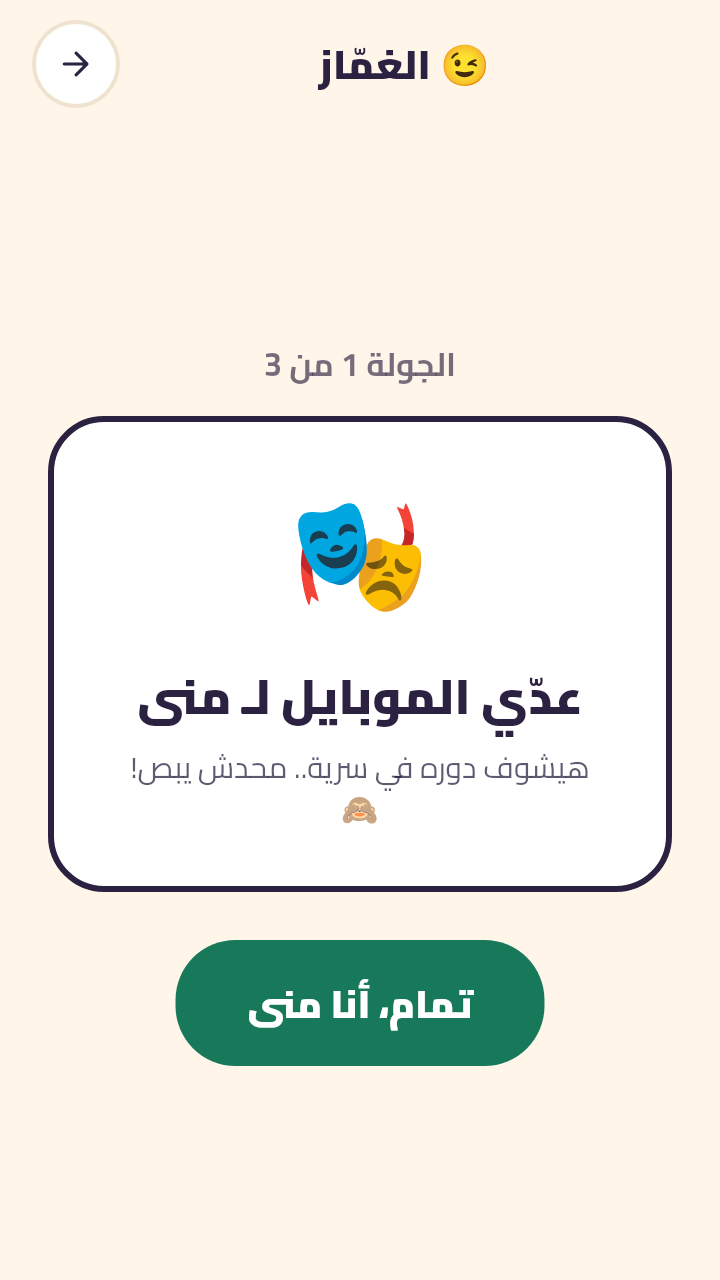 😉 الغمّاز
الجولة 1 من 3
عدّي الموبايل لـ منى
هيشوف دوره في سرية.. محدش يبص!
🙈
تمام، أنا منى